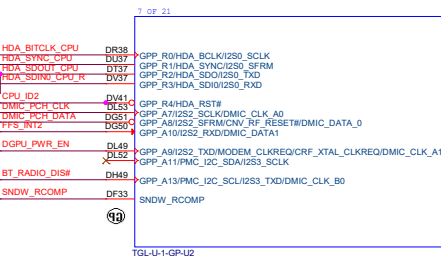 7 OF 21
HDA_BITCLK_CPU DR38 GPP_R0/HDA_BCLK/I2S0_SCLK
HDA_SYNC_CPU DU37 GPP_R1/HDA_SYNC/I2S0_SFRM
HDA_SDOUT_CPU DT37 GPP_R2/HDA_SDO/I2S0_TXD
HDA_SDIN0_CPU_R DV37 GPP_R3/HDA_SDI0/I2S0_RXD
CPU_ID2 DV41 GPP_R4/HDA_RST#
DMIC_PCH_CLK DL53 GPP_A7/I2S2_SCLK/DMIC_CLK_A0
DMIC_PCH_DATA DG51 GPP_A8/I2S2_SFRM/CNV_RF_RESET#/DMIC_DATA_0
FFS_INT2 DG50 GPP_A10/I2S2_RXD/DMIC_DATA1
DGPU_PWR_EN DL49 GPP_A9/I2S2_TXD/MODEM_CLKREQ/CRF_XTAL_CLKREQ/DMIC_CLK_A1
DL52 GPP_A11/PMC_I2C_SDA/I2S3_SCLK
BT_RADIO_DIS# DH49 GPP_A13/PMC_I2C_SCL/I2S3_TXD/DMIC_CLK_B0
SNDW_RCOMP DF33 SNDW_RCOMP
TGL-U-1-GP-U2